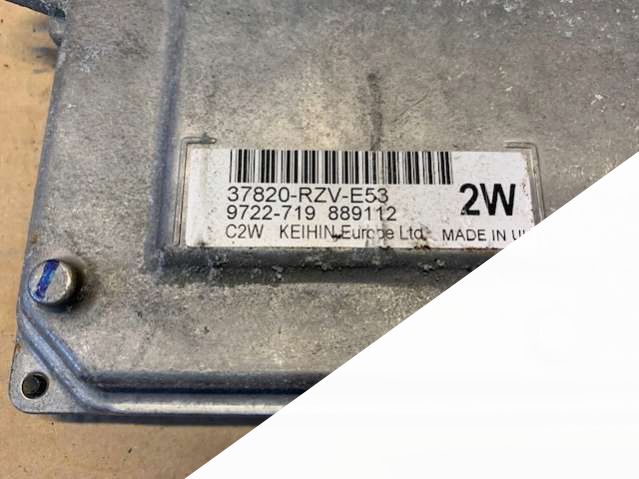 37820-RZV-E53
9722-719 889112
2W
C2W KEIHIN Europe Ltd. MADE IN